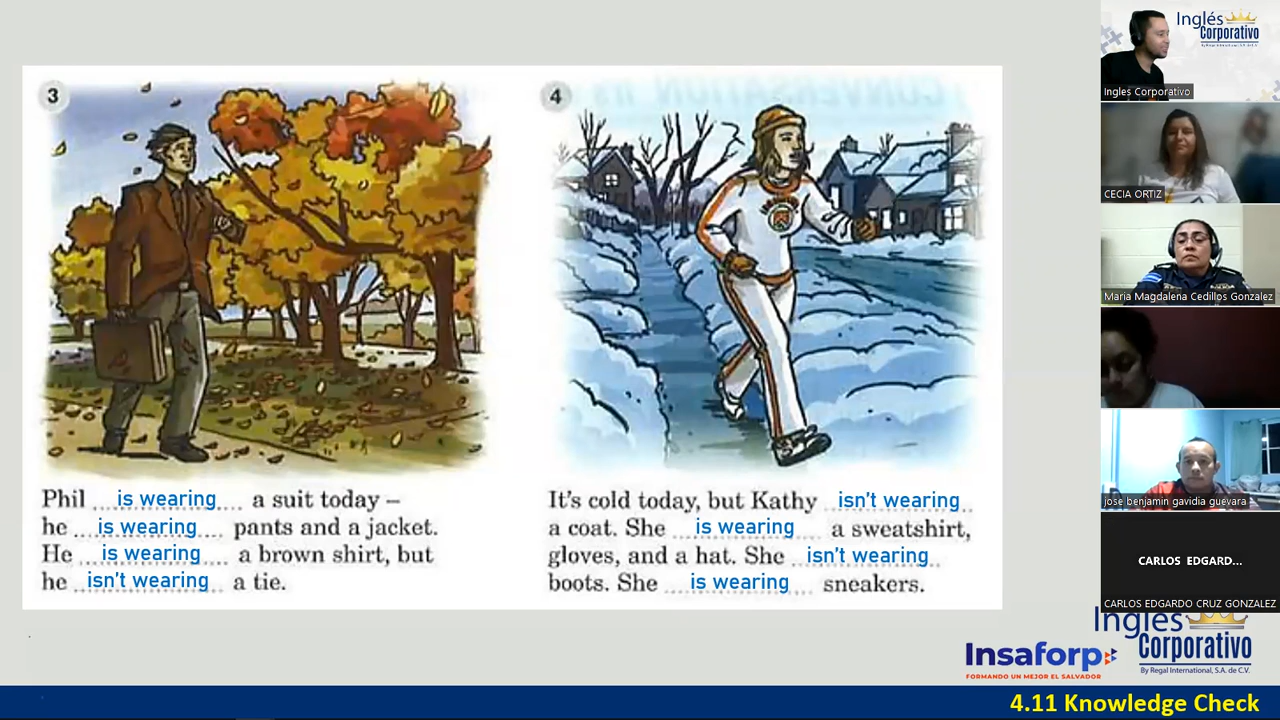 3
4
Phil is wearing a suit today –
he is wearing pants and a jacket.
He is wearing a brown shirt, but
he isn't wearing a tie.
It's cold today, but Kathy isn't wearing
a coat. She is wearing a sweatshirt,
gloves, and a hat. She isn't wearing
boots. She is wearing sneakers.
Inglés
Corporativo
Ingles Corporativo
CECIA ORTIZ
Maria Magdalena Cedillos Gonzalez
jose benjamin gavidia guevara
CARLOS EDGARD...
CARLOS EDGARDO CRUZ GONZALEZ
Inglés
Corporativo
By Regal International, S.A. de C.V.
Insaforp
FORMANDO UN MEJOR EL SALVADOR
4.11 Knowledge Check